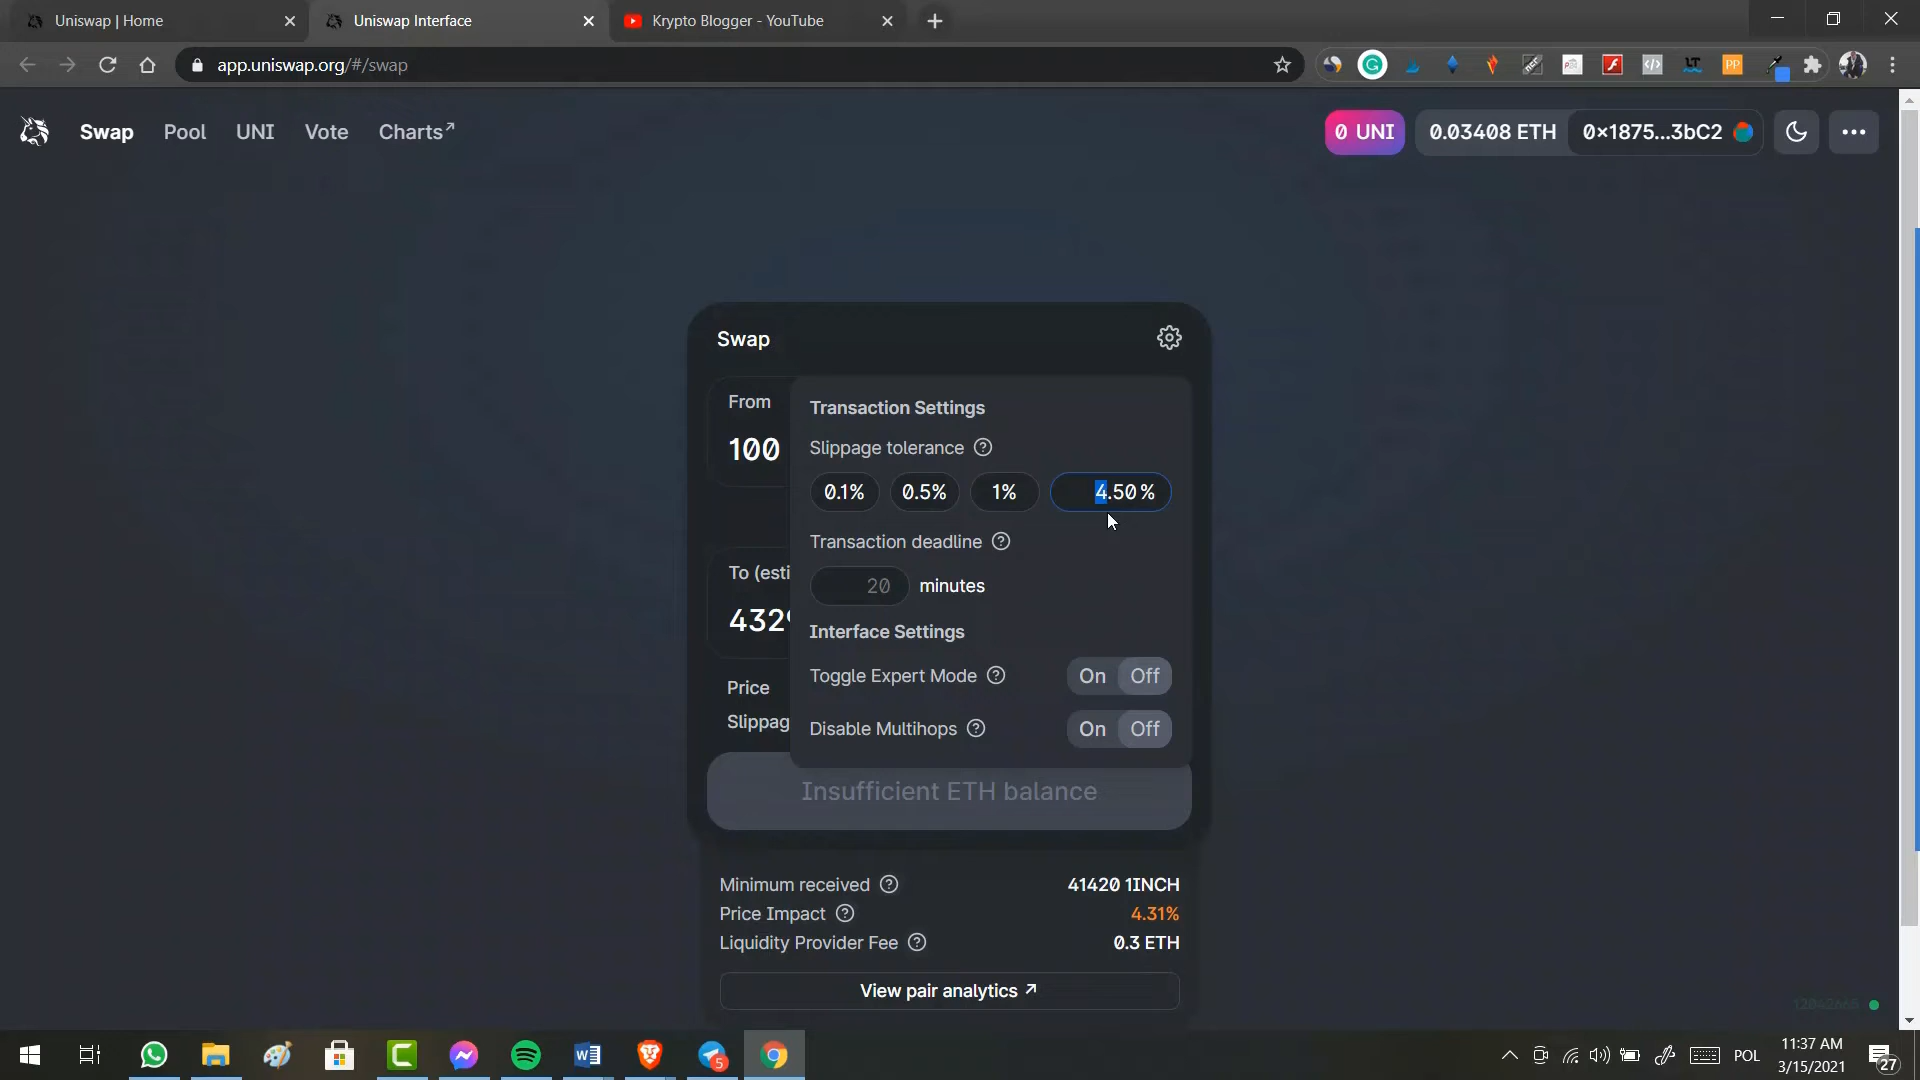 Uniswap | Home
Uniswap Interface
Krypto Blogger - YouTube
app.uniswap.org/#/swap
Swap
Pool
UNI
Vote
Charts↗
0 UNI
0.03408 ETH
0×1875...3bC2
Swap
From
100
Transaction Settings
Slippage tolerance
0.1%
0.5%
1%
4.50 %
Transaction deadline
20 minutes
Interface Settings
Toggle Expert Mode
On Off
Disable Multihops
On Off
To (esti
432
Price
Slippag
Insufficient ETH balance
Minimum received
41420 1INCH
Price Impact
4.31%
Liquidity Provider Fee
0.3 ETH
View pair analytics ↗
POL
11:37 AM
3/15/2021
27
5